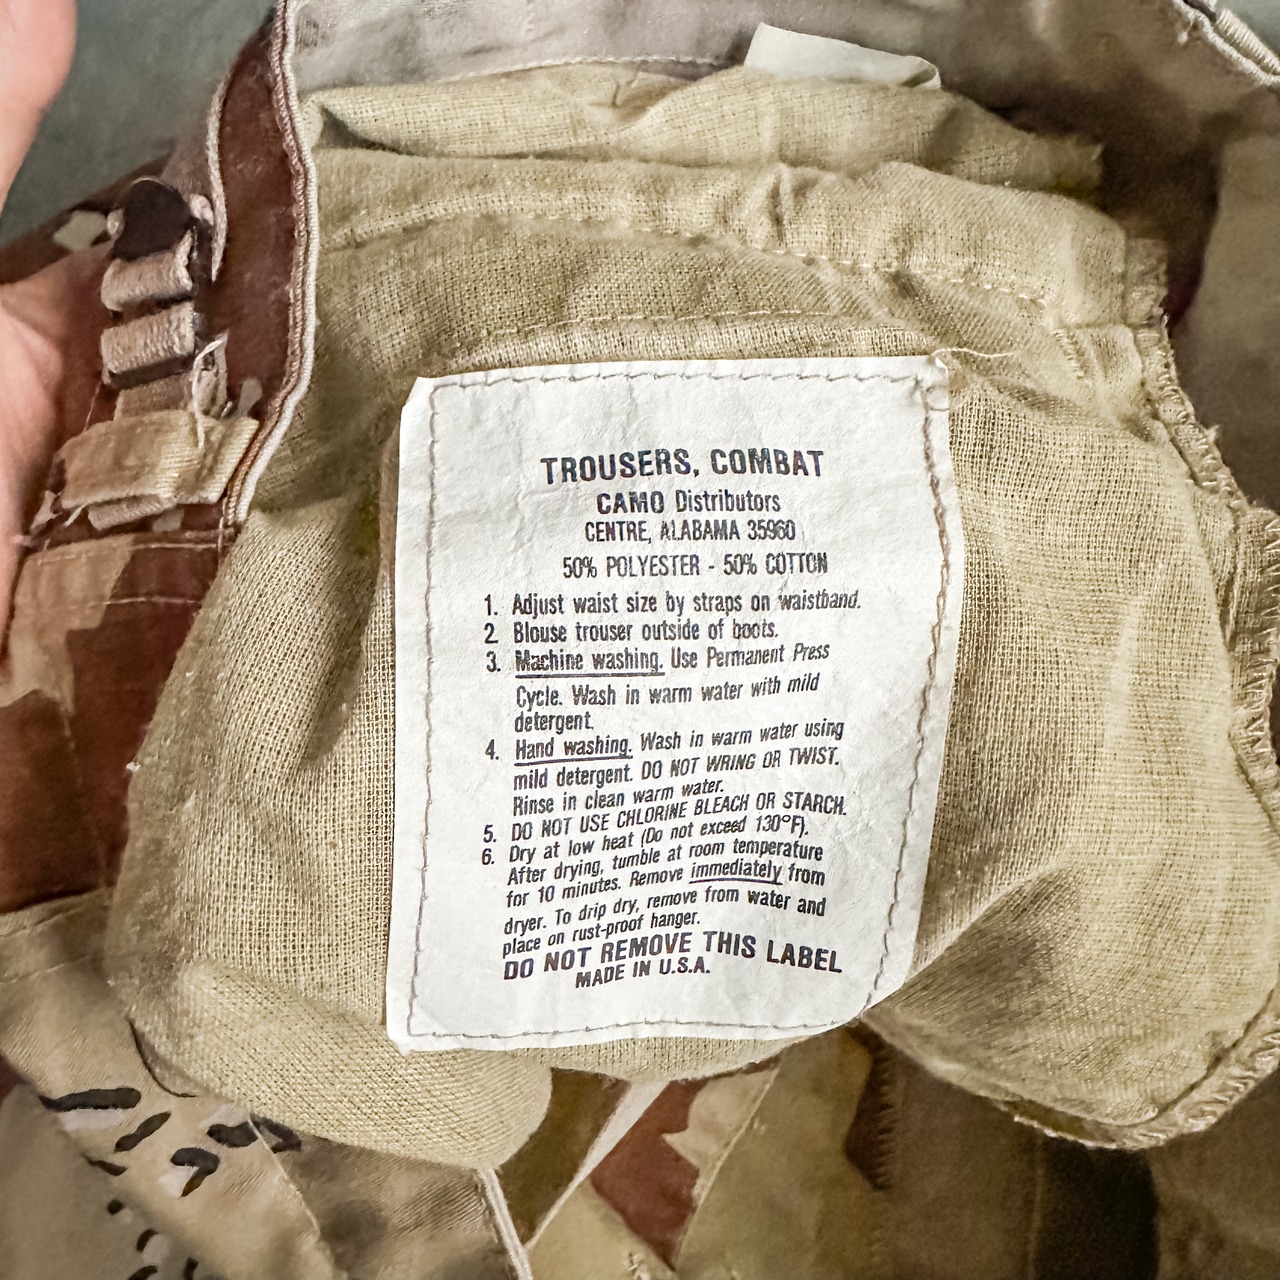 TROUSERS, COMBAT
CAMO Distributors
CENTRE, ALABAMA 35960
50% POLYESTER - 50% COTTON
1. Adjust waist size by straps on waistband.
2. Blouse trouser outside of boots.
3. Machine washing. Use Permanent Press
Cycle. Wash in warm water with mild
detergent.
4. Hand washing. Wash in warm water using
mild detergent. DO NOT WRING OR TWIST.
Rinse in clean warm water.
5. DO NOT USE CHLORINE BLEACH OR STARCH.
6. Dry at low heat (Do not exceed 130°F).
After drying, tumble at room temperature
for 10 minutes. Remove immediately from
dryer. To drip dry, remove from water and
place on rust-proof hanger.
DO NOT REMOVE THIS LABEL
MADE IN U.S.A.